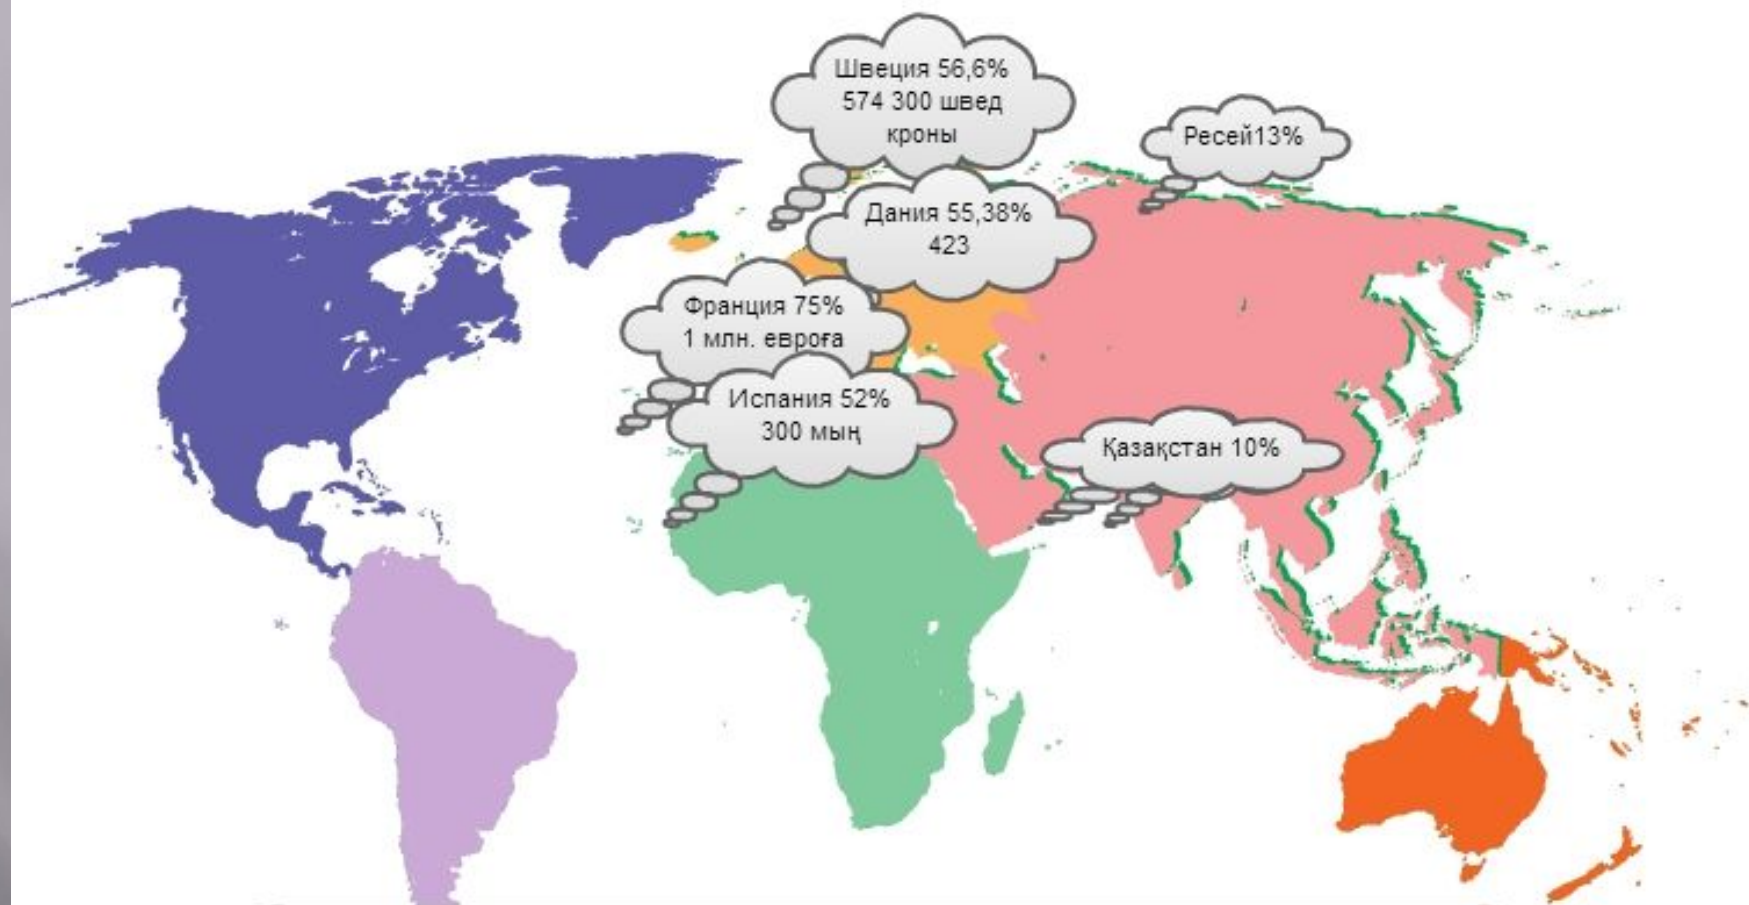 Швеция 56,6%
574 300 швед
кроны
Ресей13%
Дания 55,38%
423
Франция 75%
1 млн. евроға
Испания 52%
300 мың
Қазақстан 10%